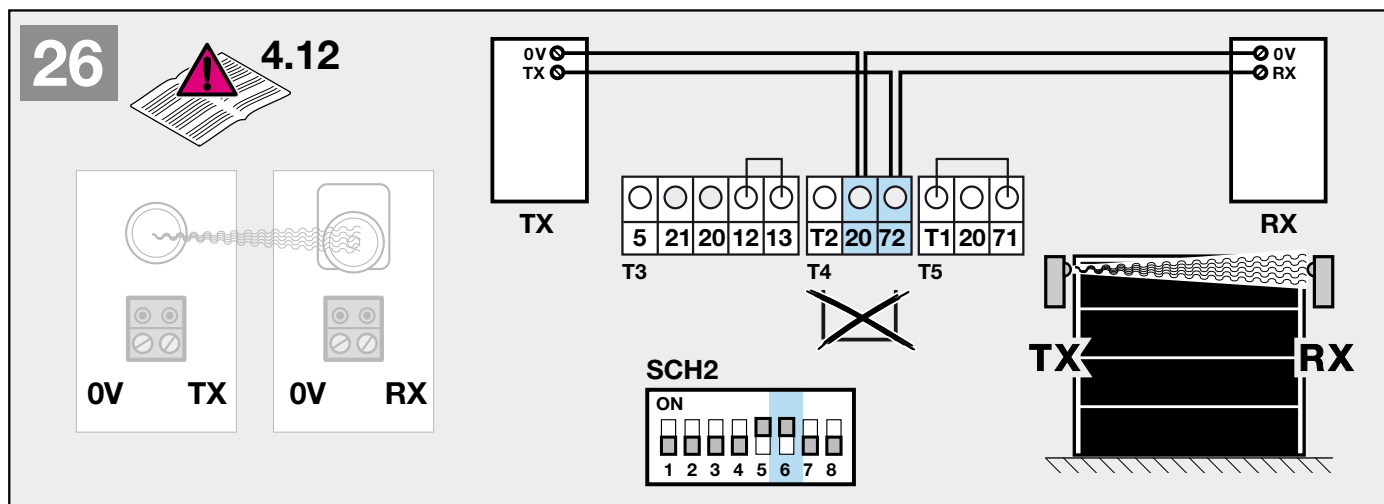 26
4.12
0V
TX
TX
0V
RX
RX
5 21 20 12 13
T2 20 72
T1 20 71
T3
T4
T5
0V TX
0V RX
SCH2
ON
1 2 3 4 5 6 7 8
TX
RX